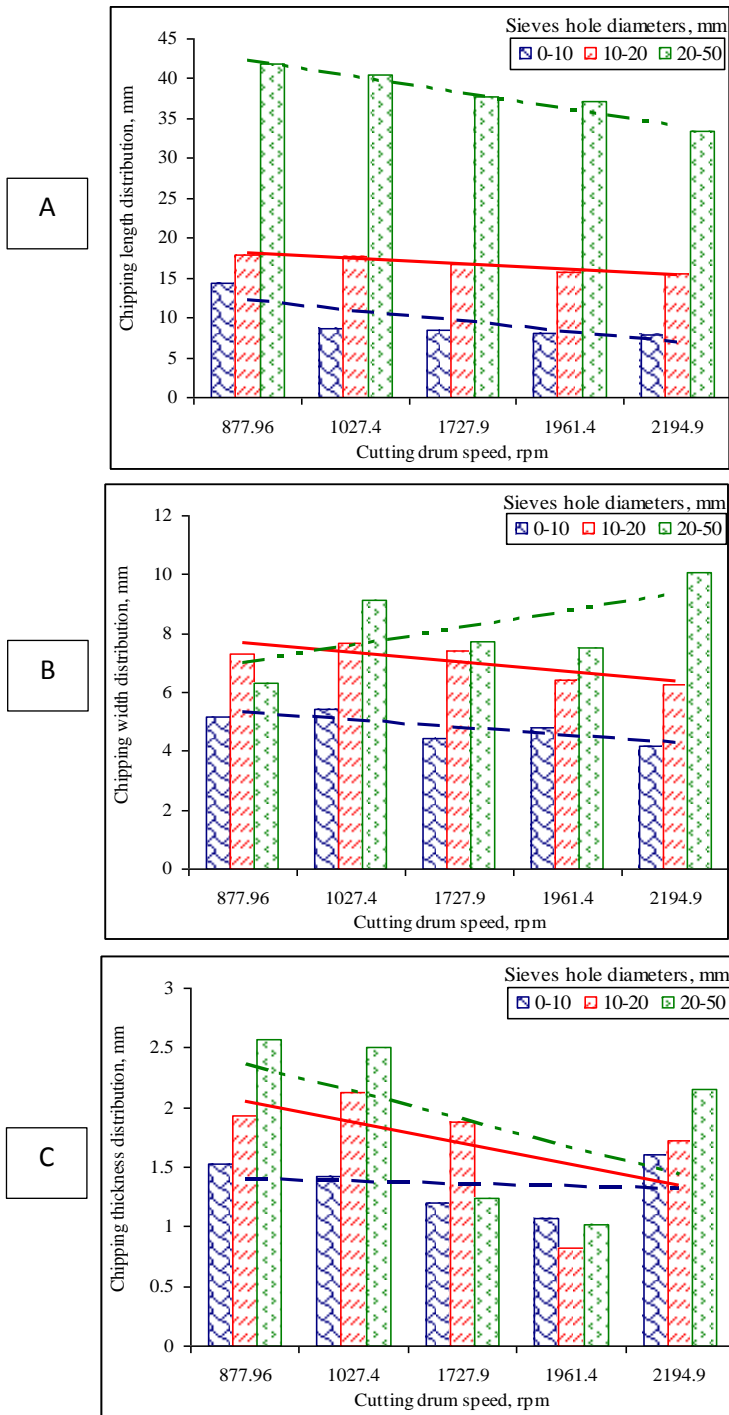 A
Sieves hole diameters, mm
0-10 10-20 20-50
Chipping length distribution, mm
45
40
35
30
25
20
15
10
5
0
877.96 1027.4 1727.9 1961.4 2194.9
Cutting drum speed, rpm
B
Sieves hole diameters, mm
0-10 10-20 20-50
Chipping width distribution, mm
12
10
8
6
4
2
0
877.96 1027.4 1727.9 1961.4 2194.9
Cutting drum speed, rpm
C
Sieves hole diameters, mm
0-10 10-20 20-50
Chipping thickness distribution, mm
3
2.5
2
1.5
1
0.5
0
877.96 1027.4 1727.9 1961.4 2194.9
Cutting drum speed, rpm